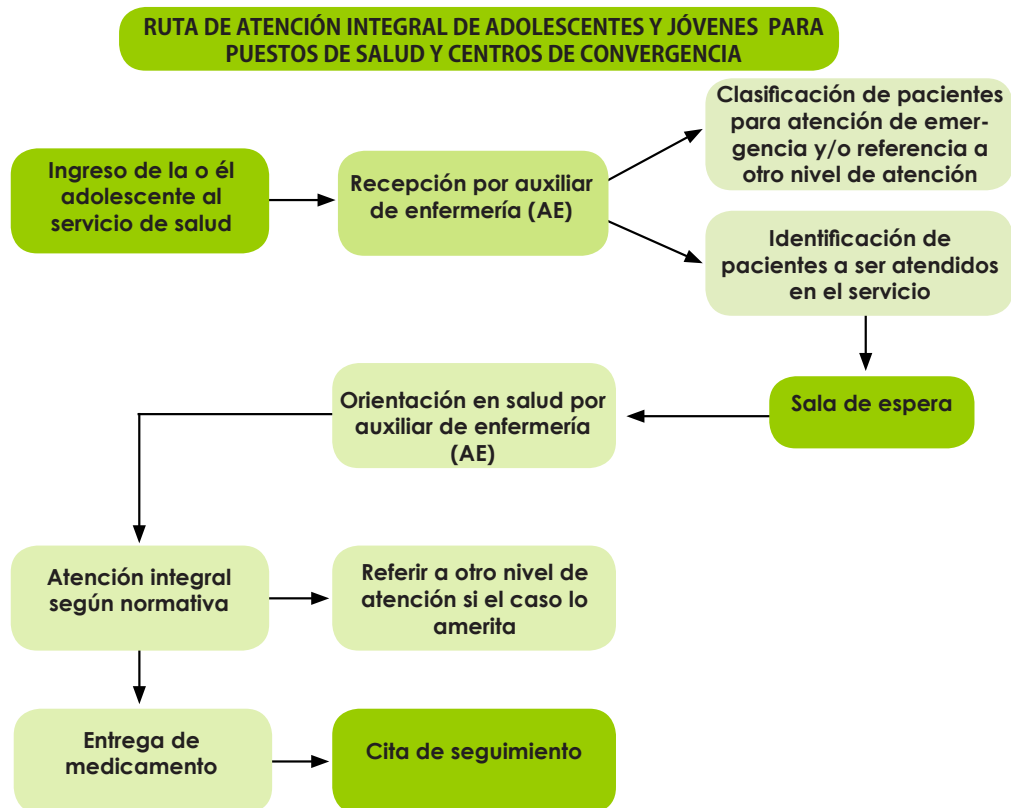 RUTA DE ATENCIÓN INTEGRAL DE ADOLESCENTES Y JÓVENES PARA
PUESTOS DE SALUD Y CENTROS DE CONVERGENCIA
Ingreso de la o él
adolescente al
servicio de salud
Recepción por auxiliar
de enfermería (AE)
Clasificación de pacientes
para atención de emer-
gencia y/o referencia a
otro nivel de atención
Identificación de
pacientes a ser atendidos
en el servicio
Sala de espera
Orientación en salud por
auxiliar de enfermería
(AE)
Atención integral
según normativa
Referir a otro nivel de
atención si el caso lo
amerita
Entrega de
medicamento
Cita de seguimiento